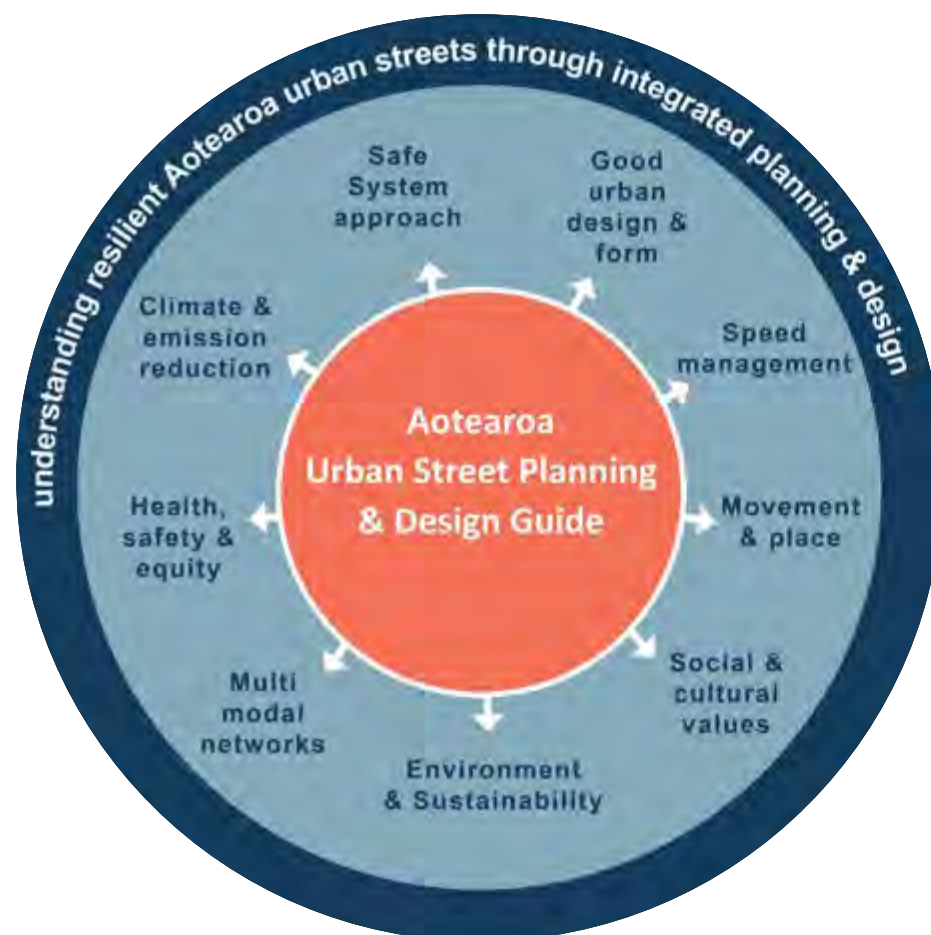 understanding resilient Aotearoa urban streets through integrated planning & design
Safe
System
approach
Good
urban
design &
form
Speed
management
Movement
& place
Social &
cultural
values
Environment
& Sustainability
Multi
modal
networks
Health,
safety &
equity
Climate &
emission
reduction
Aotearoa
Urban Street Planning
& Design Guide